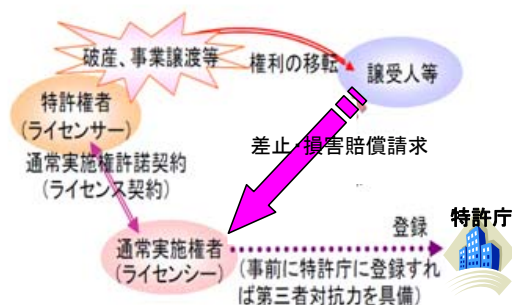 破産、事業譲渡等
権利の移転
譲受人等
特許権者
(ライセンサー)
差止・損害賠償請求
通常実施権許諾契約
(ライセンス契約)
特許庁
登録
通常実施権者
(ライセンシー)
(事前に特許庁に登録すれ
ば第三者対抗力を具備)